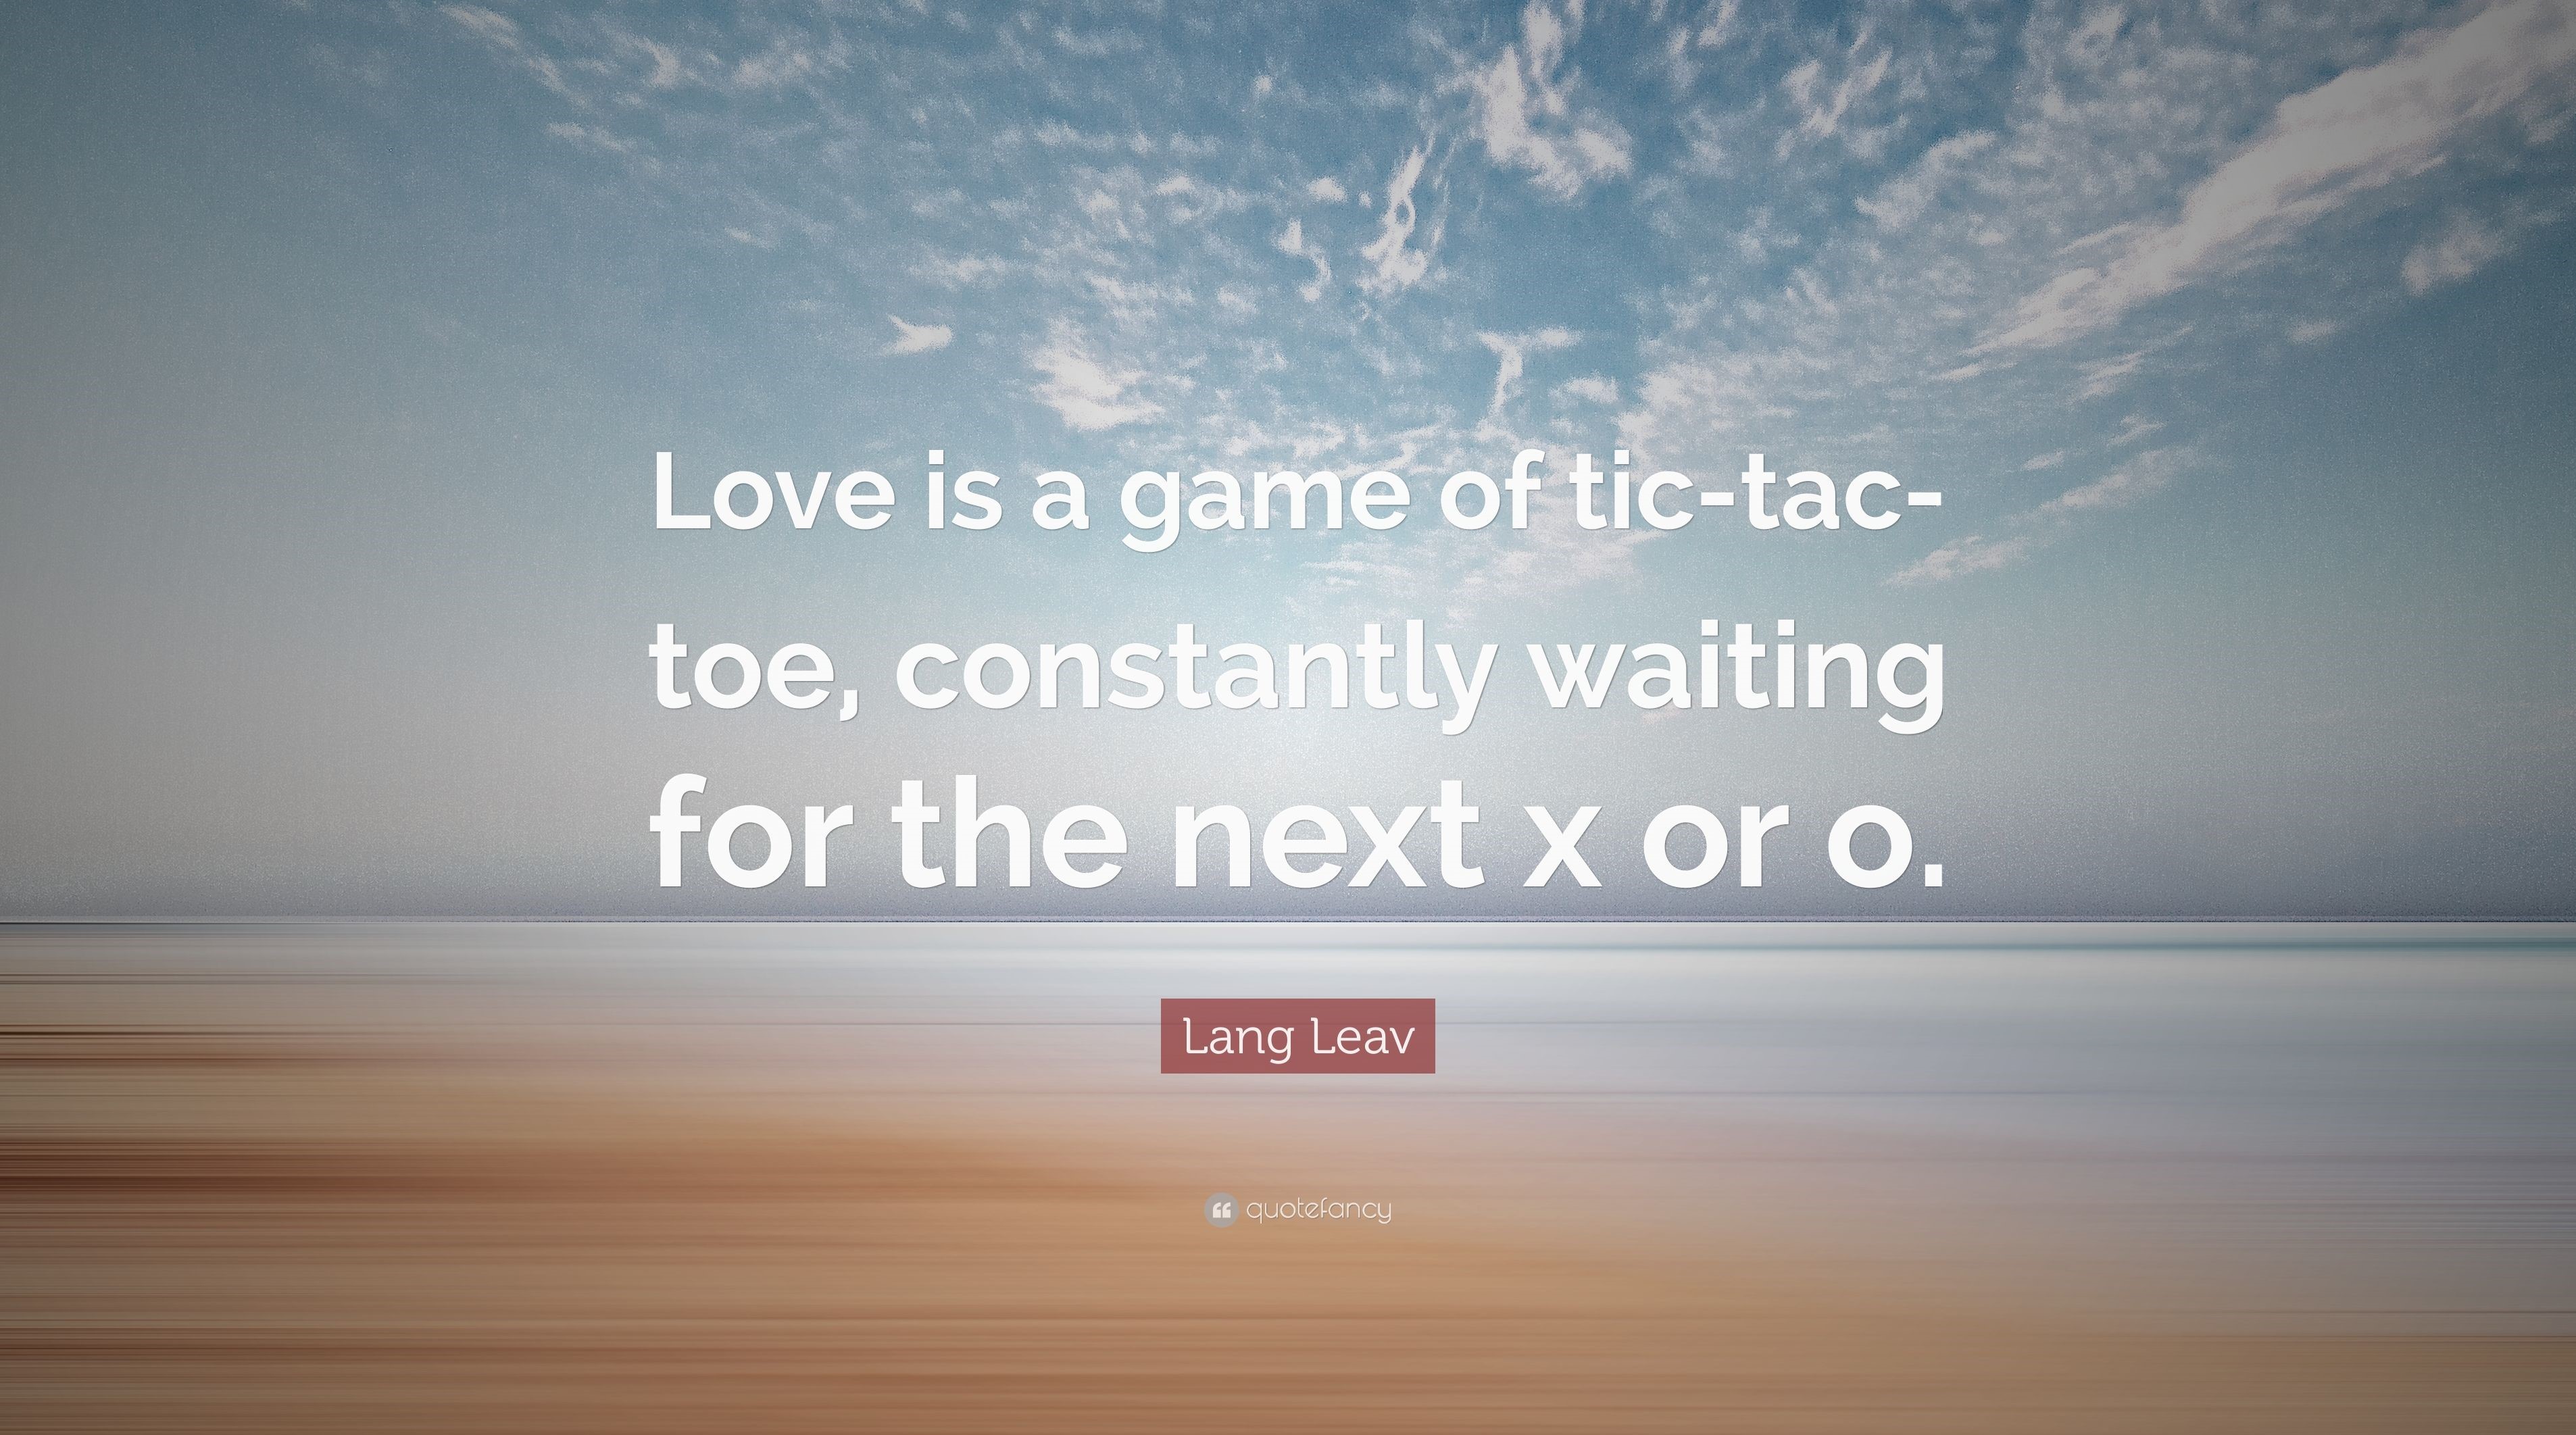 Love is a game of tic-tac-
toe, constantly waiting
for the next x or o.
Lang Leav
quotefancy